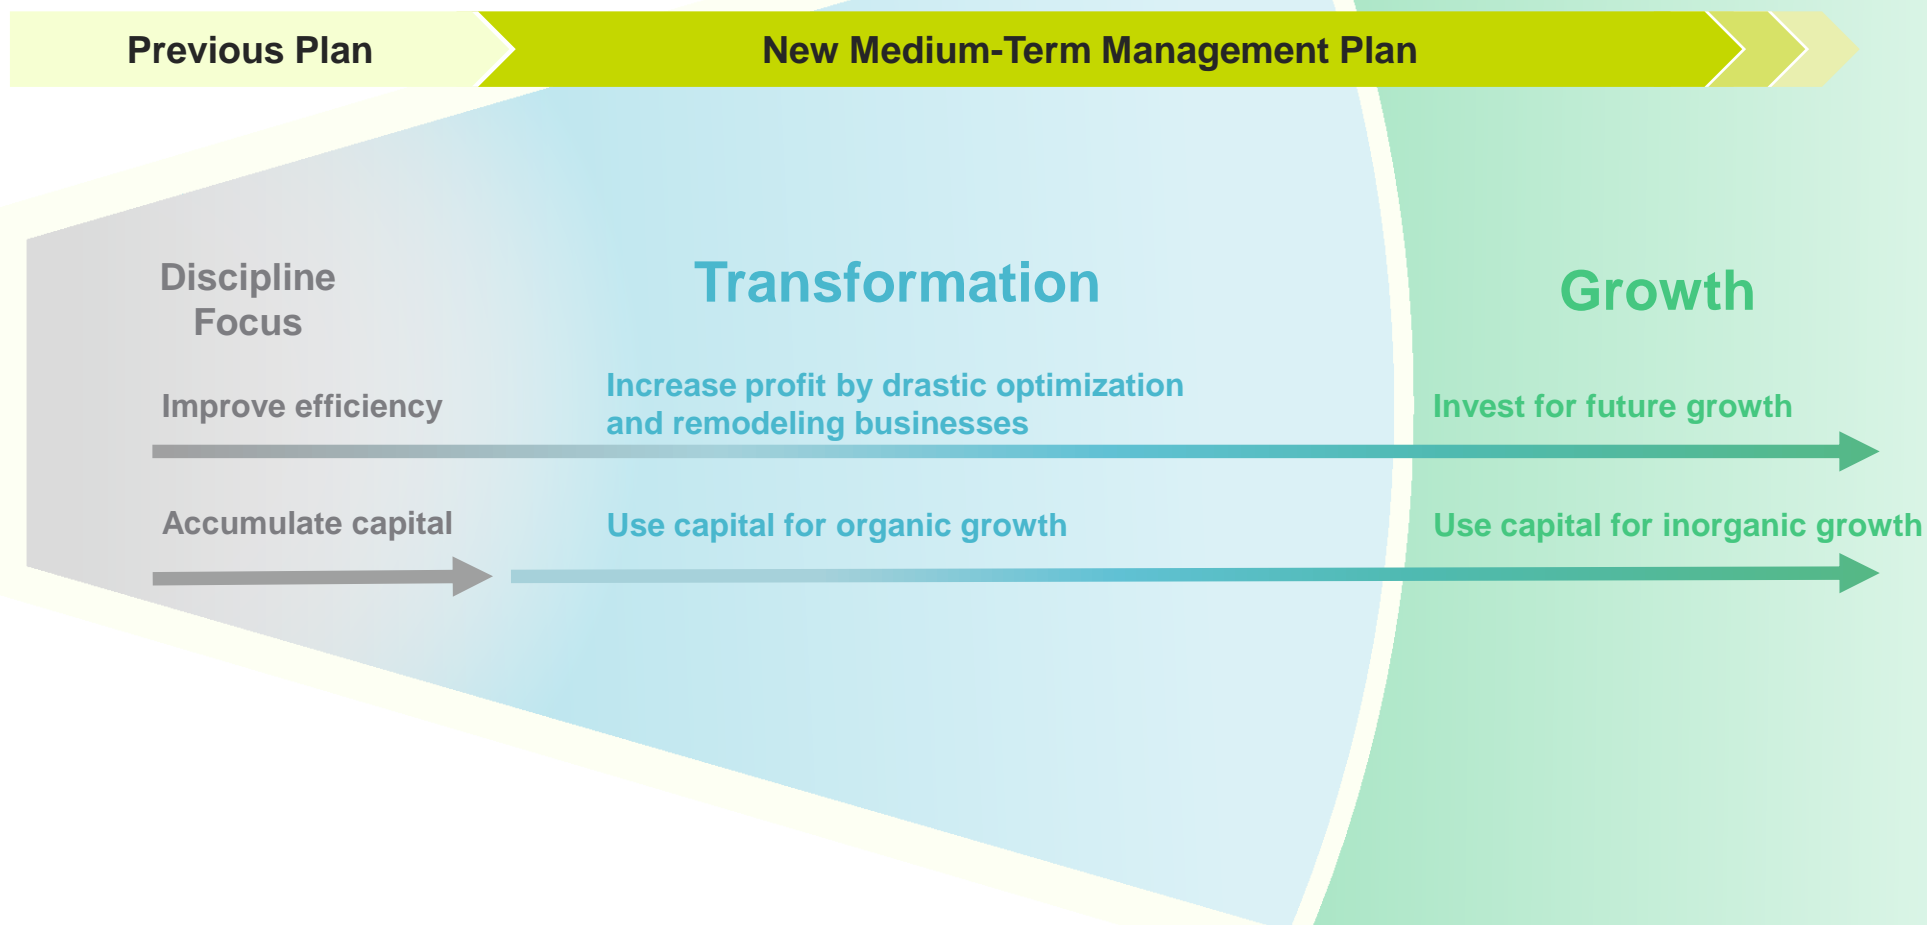 Previous Plan
New Medium-Term Management Plan
Discipline
Focus
Transformation
Growth
Improve efficiency
Increase profit by drastic optimization
and remodeling businesses
Invest for future growth
Accumulate capital
Use capital for organic growth
Use capital for inorganic growth